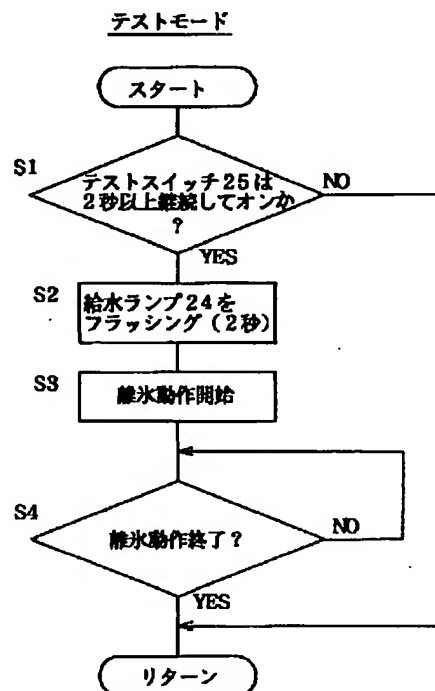 テストモード
スタート
S1
テストスイッチ25は
2秒以上継続してオンか
?
NO
YES
S2
給水ランプ24を
フラッシング(2秒)
S3
離氷動作開始
S4
離氷動作終了?
NO
YES
リターン